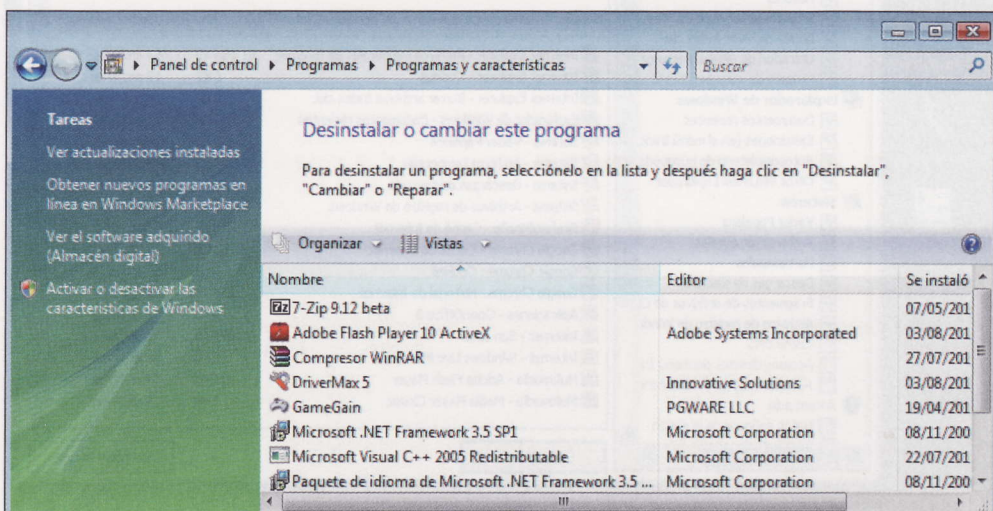 Panel de control ▸ Programas ▸ Programas y características
Buscar
Tareas
Ver actualizaciones instaladas
Obtener nuevos programas en
línea en Windows Marketplace
Ver el software adquirido
(Almacén digital)
Activar o desactivar las
características de Windows
Desinstalar o cambiar este programa
Para desinstalar un programa, selecciónelo en la lista y después haga clic en "Desinstalar",
"Cambiar" o "Reparar".
Organizar Vistas
Nombre Editor Se instaló
7-Zip 9.12 beta 07/05/201
Adobe Flash Player 10 ActiveX Adobe Systems Incorporated 03/08/201
Compresor WinRAR 27/07/201
DriverMax 5 Innovative Solutions 03/08/201
GameGain PGWARE LLC 19/04/201
Microsoft .NET Framework 3.5 SP1 Microsoft Corporation 08/11/200
Microsoft Visual C++ 2005 Redistributable Microsoft Corporation 22/07/201
Paquete de idioma de Microsoft .NET Framework 3.5 ... Microsoft Corporation 08/11/200